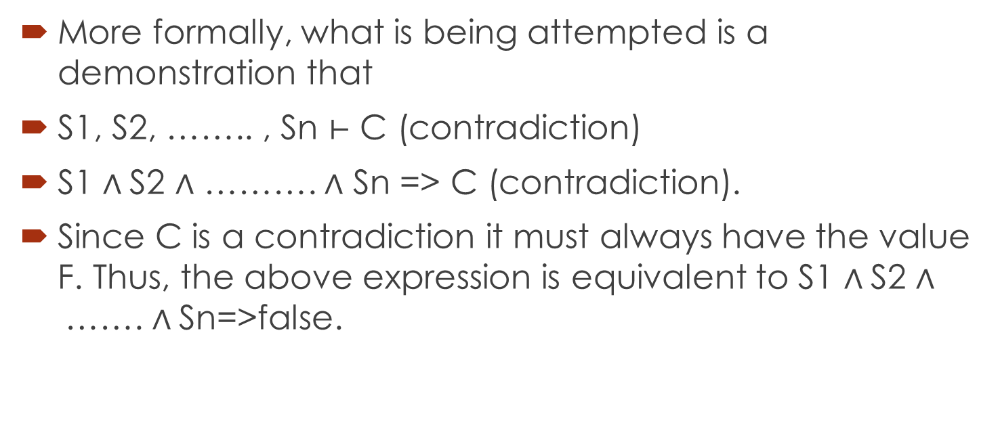 More formally, what is being attempted is a
demonstration that
S1, S2, …….. , Sn ⊢ C (contradiction)
S1 ∧ S2 ∧ ………. ∧ Sn => C (contradiction).
Since C is a contradiction it must always have the value
F. Thus, the above expression is equivalent to S1 ∧ S2 ∧
……. ∧ Sn=>false.